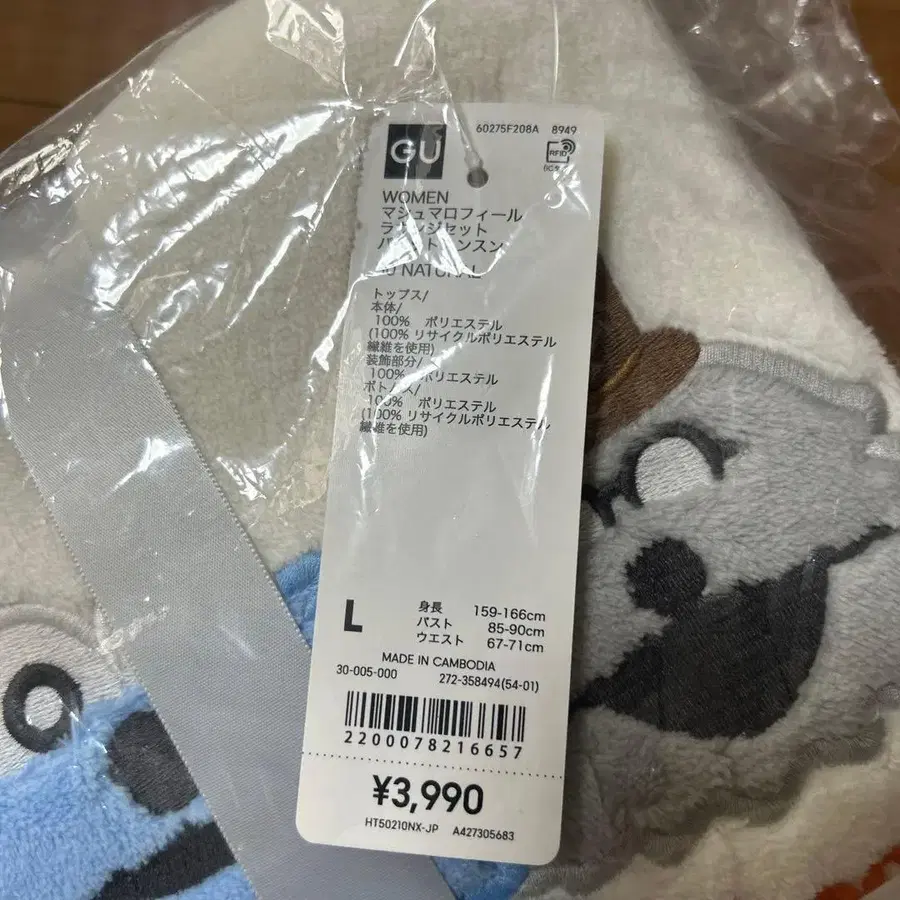 GU
60275F208A 8949
RFID
WOMEN
マシュマロフィール
ラウンジセット
NATURAL
トップス/
本体/
100% ポリエステル
(100% リサイクルポリエステル
繊維を使用)
装飾部分/
100% ポリエステル
ボトムス/
100% ポリエステル
(100% リサイクルポリエステル
繊維を使用)
L
身長 159-166cm
バスト 85-90cm
ウエスト 67-71cm
MADE IN CAMBODIA
30-005-000 272-358494(54-01)
2200078216657
¥3,990
HT50210NX-JP A427305683